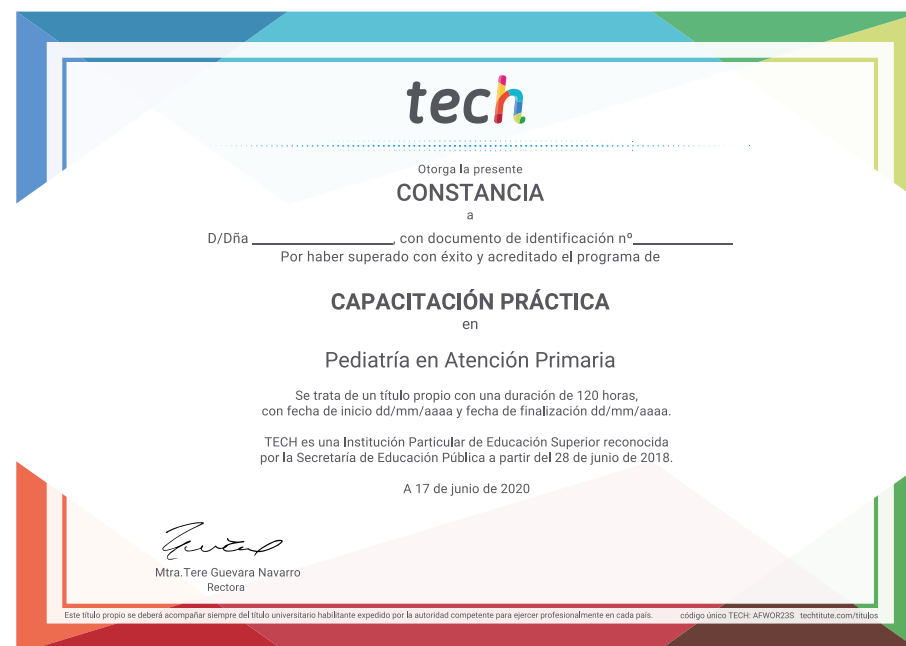 tech
Otorga la presente
CONSTANCIA
a
D/Dña ____________________, con documento de identificación nº______________
Por haber superado con éxito y acreditado el programa de
CAPACITACIÓN PRÁCTICA
en
Pediatría en Atención Primaria
Se trata de un título propio con una duración de 120 horas,
con fecha de inicio dd/mm/aaaa y fecha de finalización dd/mm/aaaa.
TECH es una Institución Particular de Educación Superior reconocida
por la Secretaría de Educación Pública a partir del 28 de junio de 2018.
A 17 de junio de 2020
Mtra.Tere Guevara Navarro
Rectora
Este título propio se deberá acompañar siempre del título universitario habilitante expedido por la autoridad competente para ejercer profesionalmente en cada país. código único TECH: AFWOR23S techtitute.com/titulos